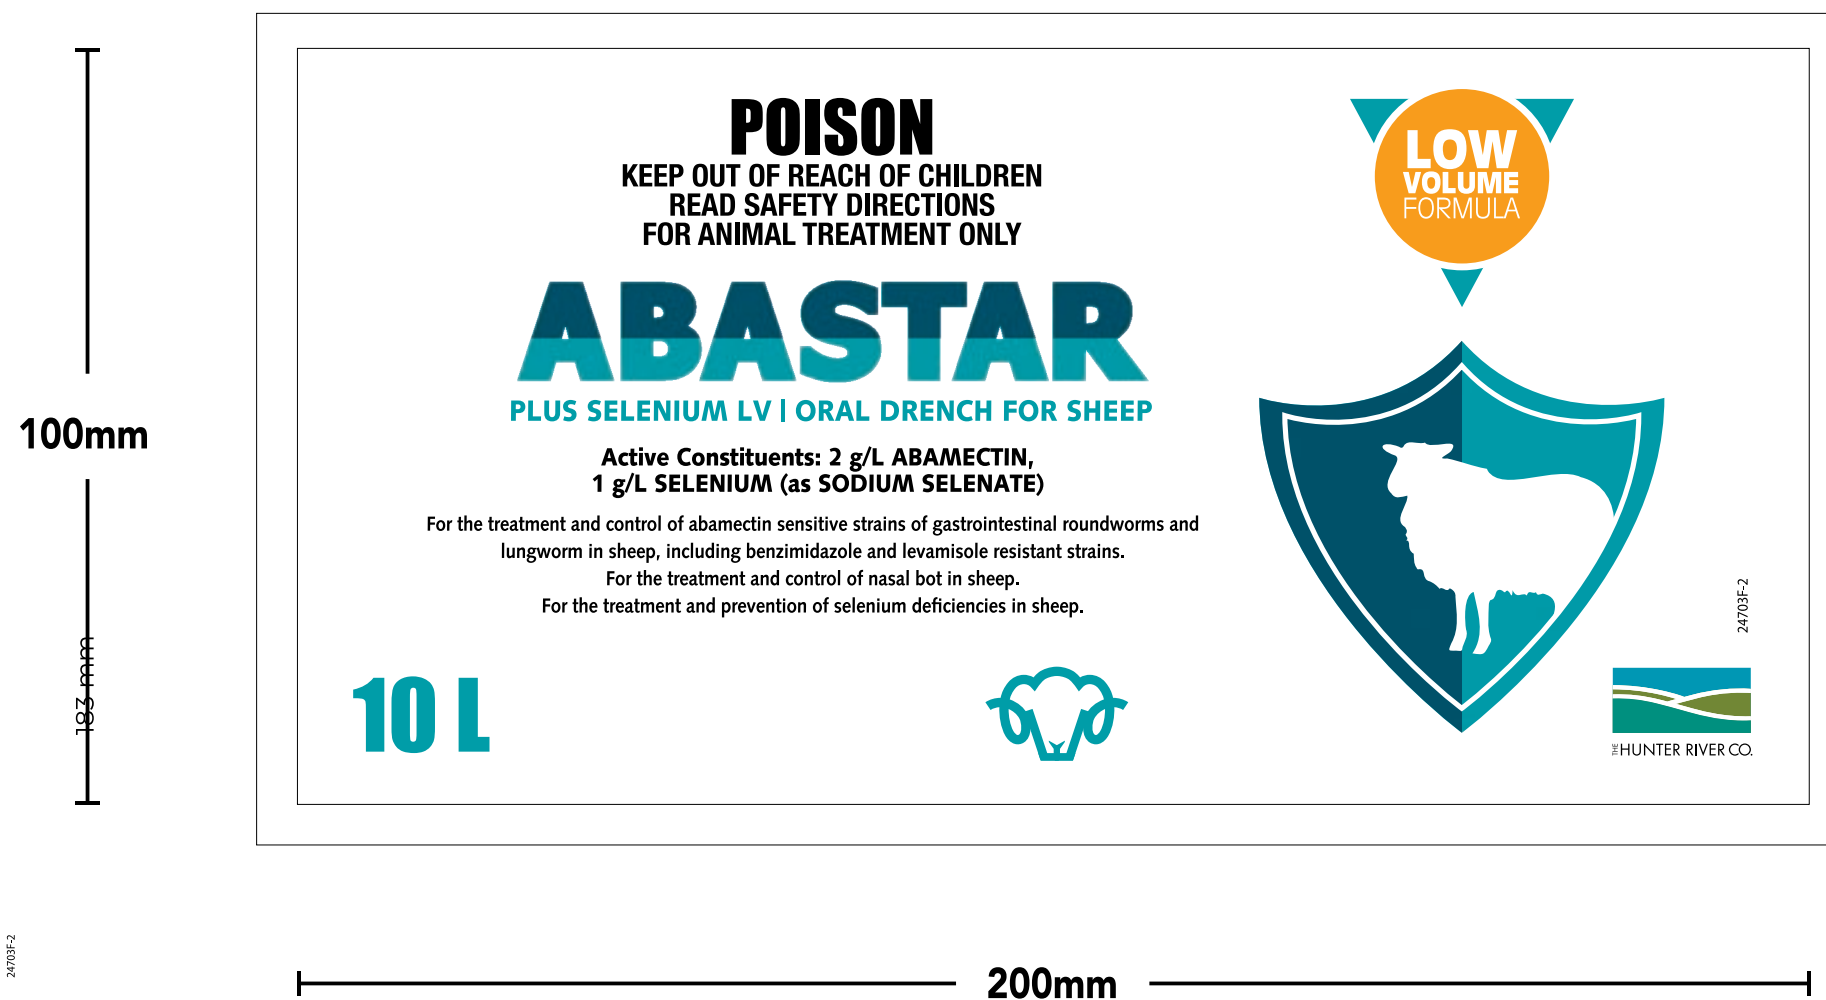 POISON
KEEP OUT OF REACH OF CHILDREN
READ SAFETY DIRECTIONS
FOR ANIMAL TREATMENT ONLY
LOW
VOLUME
FORMULA
ABASTAR
PLUS SELENIUM LV | ORAL DRENCH FOR SHEEP
Active Constituents: 2 g/L ABAMECTIN,
1 g/L SELENIUM (as SODIUM SELENATE)
For the treatment and control of abamectin sensitive strains of gastrointestinal roundworms and
lungworm in sheep, including benzimidazole and levamisole resistant strains.
For the treatment and control of nasal bot in sheep.
For the treatment and prevention of selenium deficiencies in sheep.
10 L
24703F-2
THE HUNTER RIVER CO.
100mm
183 mm
24703F-2
200mm